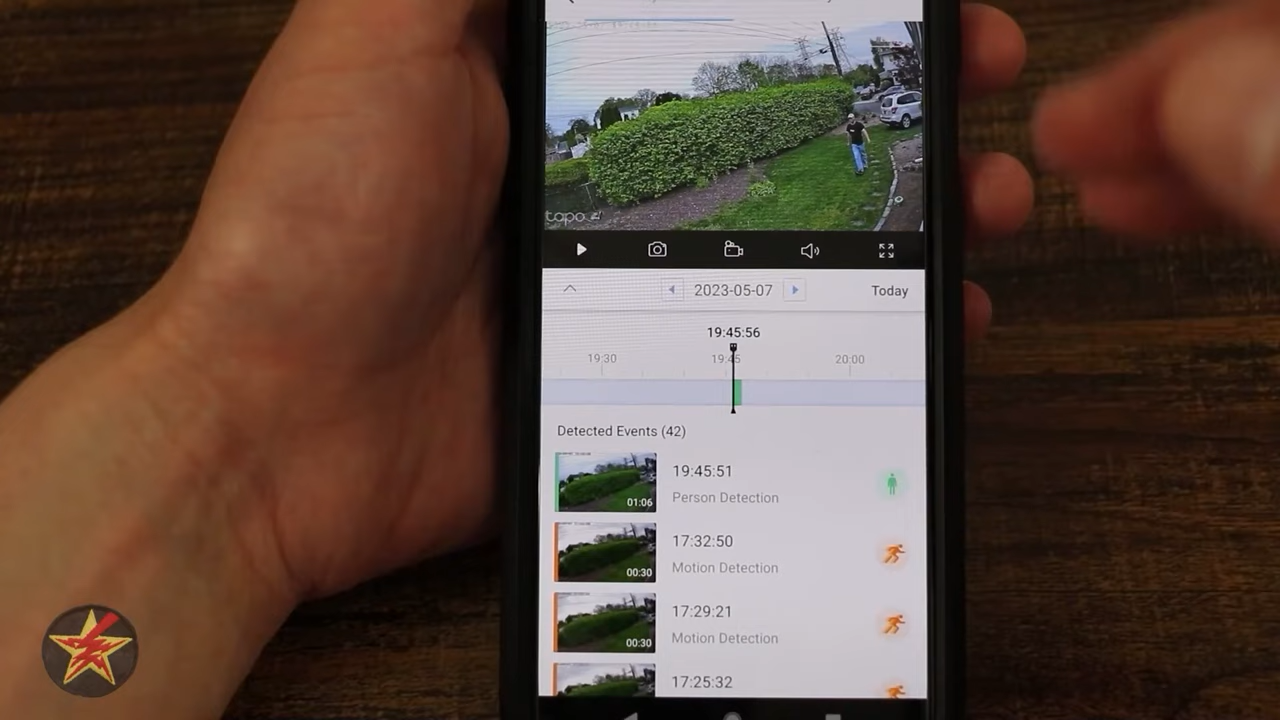 tapo
2023-05-07
Today
19:45:56
19:30
19:45
20:00
Detected Events (42)
19:45:51
01:06
Person Detection
17:32:50
00:30
Motion Detection
17:29:21
00:30
Motion Detection
17:25:32